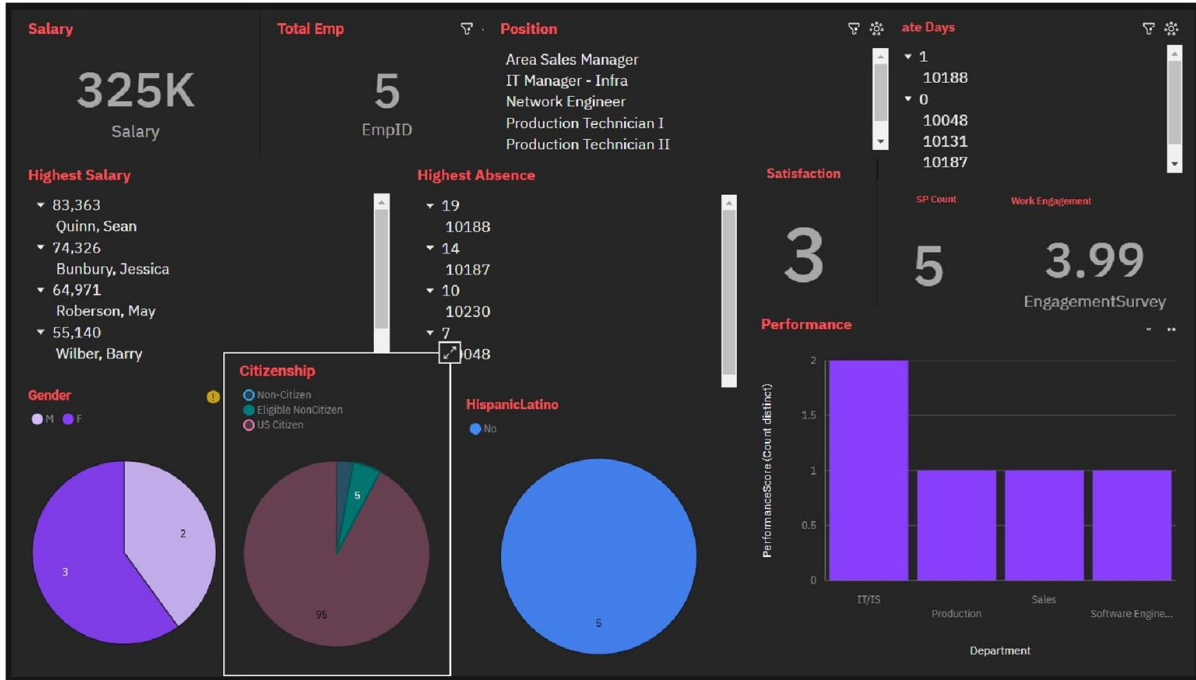 Salary
325K
Salary
Total Emp
5
EmpID
Position
Area Sales Manager
IT Manager - Infra
Network Engineer
Production Technician I
Production Technician II
ate Days
1
10188
0
10048
10131
10187
Highest Salary
83,363
Quinn, Sean
74,326
Bunbury, Jessica
64,971
Roberson, May
55,140
Wilber, Barry
Highest Absence
19
10188
14
10187
10
10230
7
0048
Satisfaction
3
SP Count
5
Work Engagement
3.99
EngagementSurvey
Gender
M F
2
3
Citizenship
Non-Citizen
Eligible NonCitizen
US Citizen
5
95
HispanicLatino
No
5
Performance
PerformanceScore (Count distinct)
2
1.5
1
0.5
0
IT/IS
Production
Sales
Software Engine...
Department